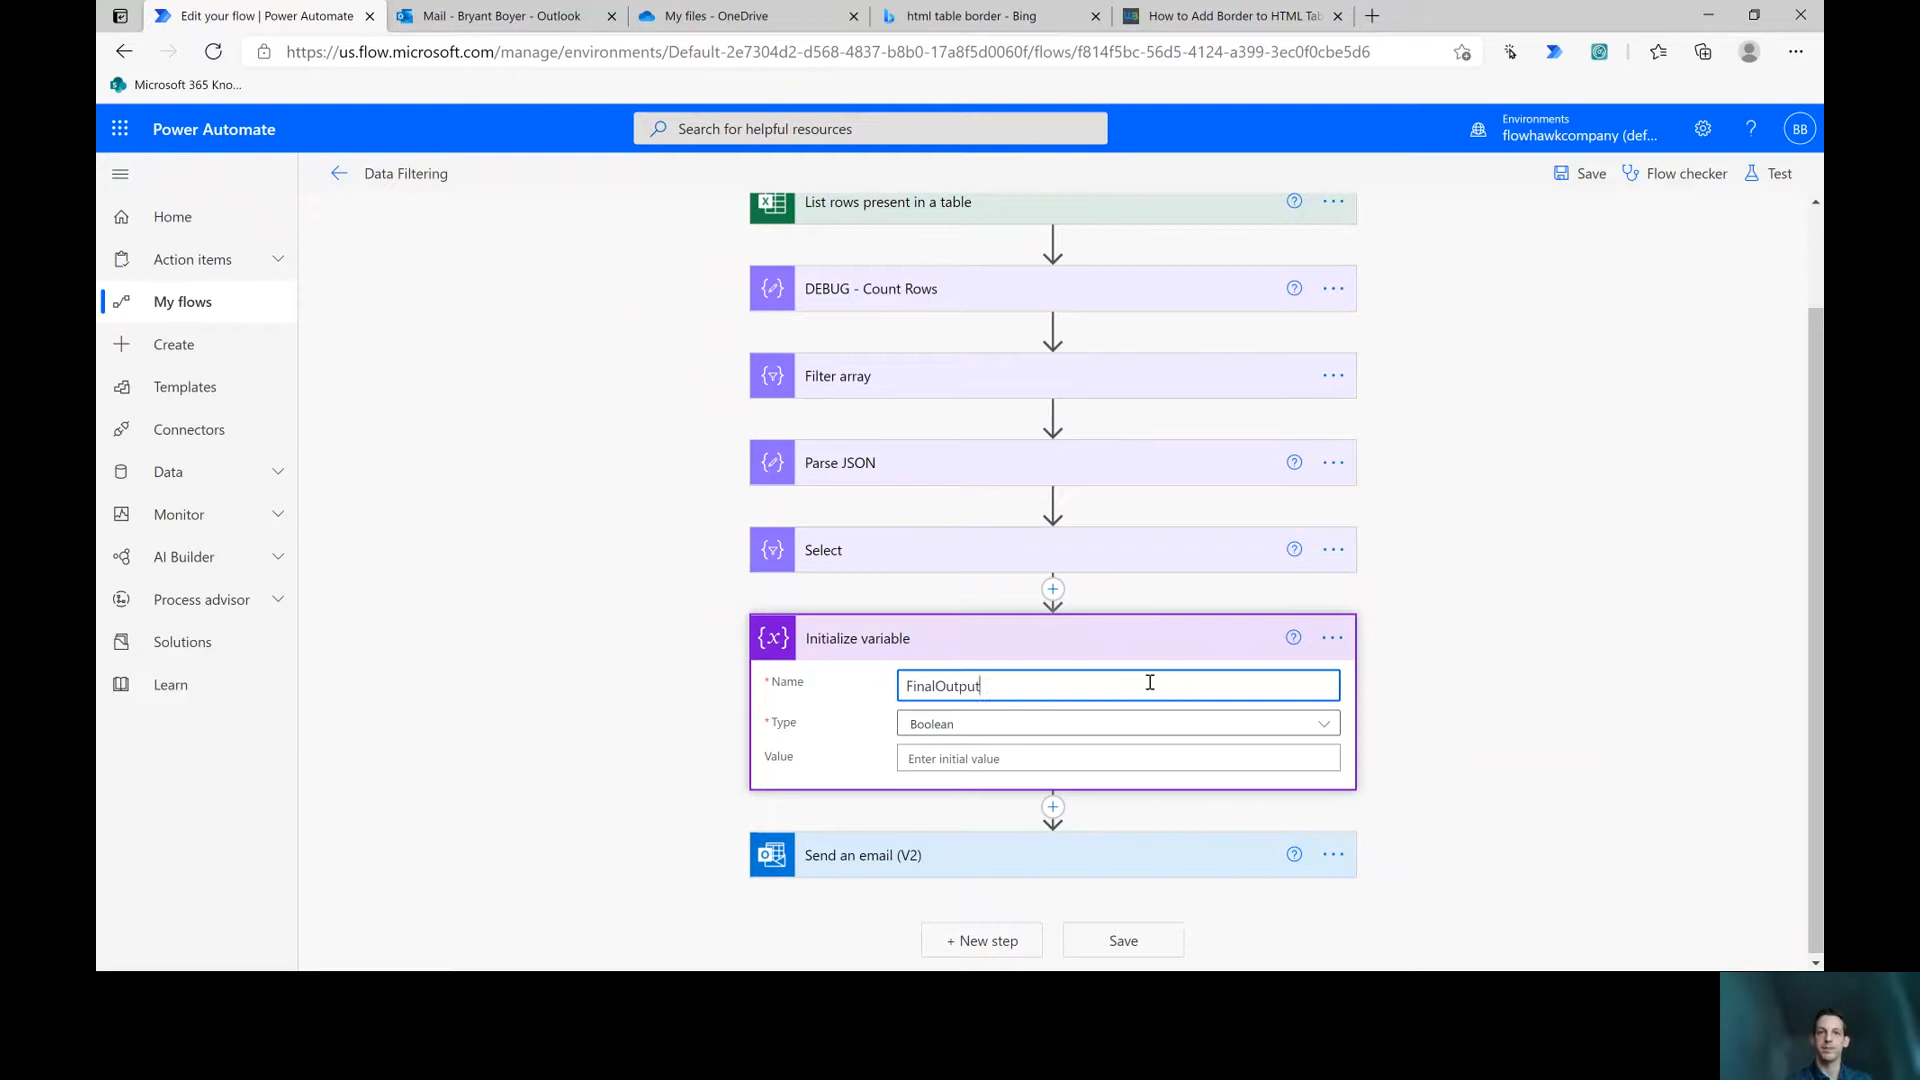 Edit your flow | Power Automate
Mail - Bryant Boyer - Outlook
My files - OneDrive
html table border - Bing
How to Add Border to HTML Tab
https://us.flow.microsoft.com/manage/environments/Default-2e7304d2-d568-4837-b8b0-17a8f5d0060f/flows/f814f5bc-56d5-4124-a399-3ec0f0cbe5d6
Microsoft 365 Kno...
Power Automate
Search for helpful resources
Environments
flowhawkcompany (def...
BB
Data Filtering
Save
Flow checker
Test
Home
Action items
My flows
Create
Templates
Connectors
Data
Monitor
AI Builder
Process advisor
Solutions
Learn
List rows present in a table
DEBUG - Count Rows
Filter array
Parse JSON
Select
Initialize variable
* Name
FinalOutput
* Type
Boolean
Value
Enter initial value
Send an email (V2)
+ New step
Save